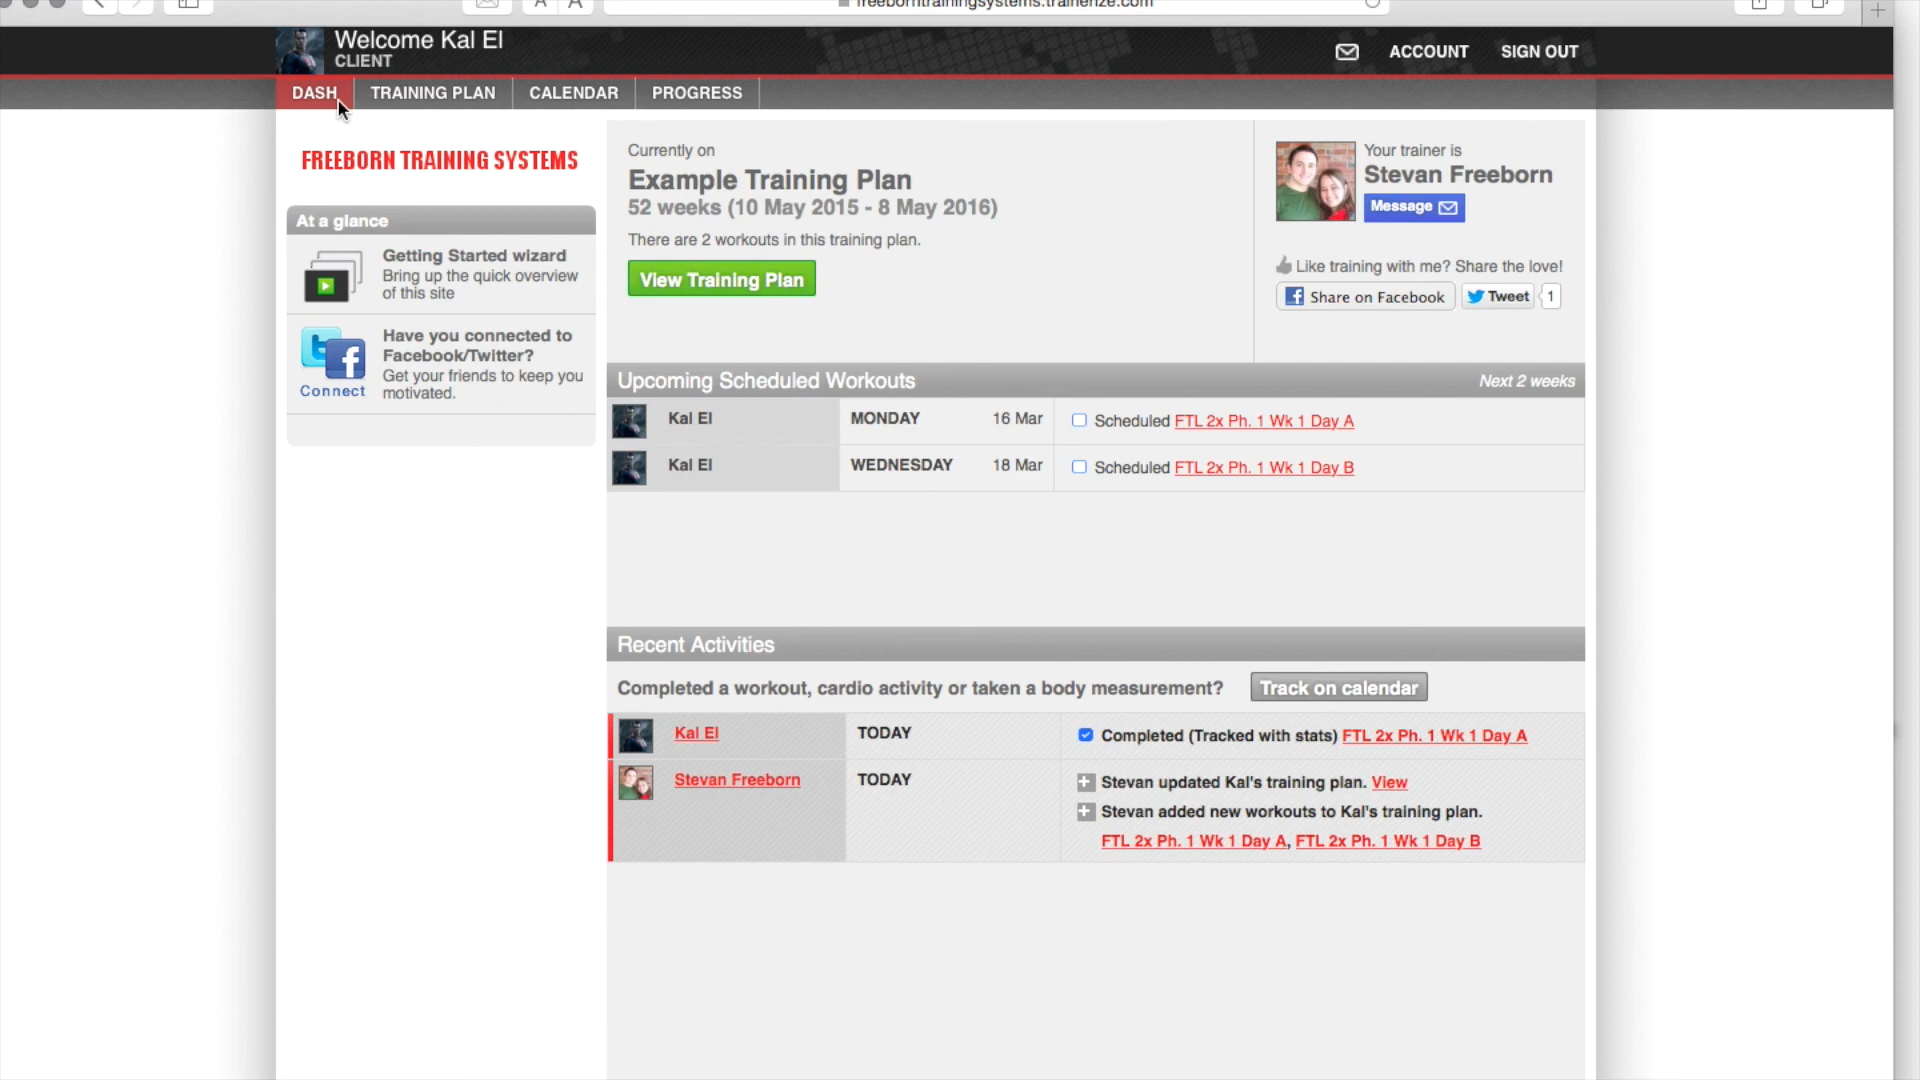 freeborntrainingsystems.trainerize.com
Welcome Kal El
CLIENT
ACCOUNT
SIGN OUT
DASH
TRAINING PLAN
CALENDAR
PROGRESS
FREEBORN TRAINING SYSTEMS
At a glance
Getting Started wizard
Bring up the quick overview
of this site
Connect
Have you connected to
Facebook/Twitter?
Get your friends to keep you
motivated.
Currently on
Example Training Plan
52 weeks (10 May 2015 - 8 May 2016)
There are 2 workouts in this training plan.
View Training Plan
Your trainer is
Stevan Freeborn
Message
Like training with me? Share the love!
Share on Facebook
Tweet
1
Upcoming Scheduled Workouts
Next 2 weeks
Kal El MONDAY 16 Mar Scheduled FTL 2x Ph. 1 Wk 1 Day A
Kal El WEDNESDAY 18 Mar Scheduled FTL 2x Ph. 1 Wk 1 Day B
Recent Activities
Completed a workout, cardio activity or taken a body measurement? Track on calendar
Kal El TODAY Completed (Tracked with stats) FTL 2x Ph. 1 Wk 1 Day A
Stevan Freeborn TODAY Stevan updated Kal's training plan. View
Stevan added new workouts to Kal's training plan.
FTL 2x Ph. 1 Wk 1 Day A, FTL 2x Ph. 1 Wk 1 Day B